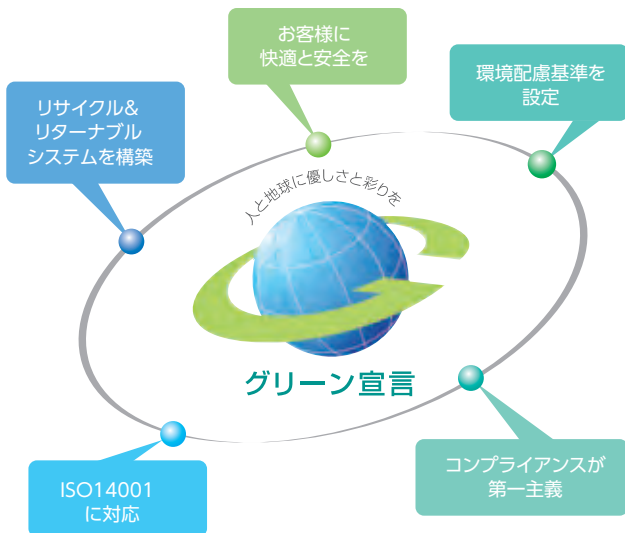 お客様に
快適と安全を
環境配慮基準を
設定
リサイクル&
リターナブル
システムを構築
人と地球に優しさと彩りを
グリーン宣言
コンプライアンスが
第一主義
ISO14001
に対応